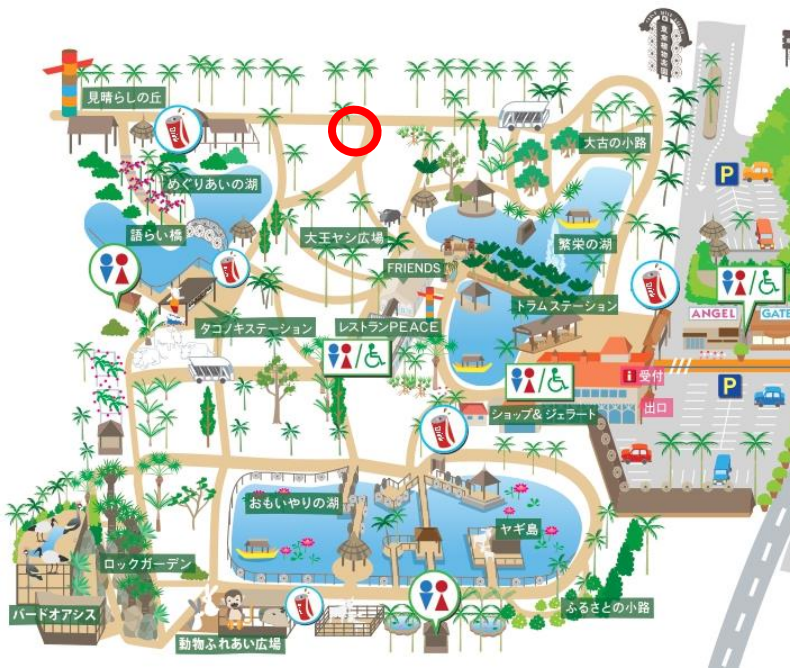 見晴らしの丘
大古の小路
めぐりあいの湖
語らい橋
大王ヤシ広場
繁栄の湖
FRIENDS
トラムステーション
タコノキステーション
レストランPEACE
ANGEL
GATE
P
i 受付
P
出口
ショップ&ジェラート
おもいやりの湖
ヤギ島
ロックガーデン
バードオアシス
ふるさとの小路
動物ふれあい広場